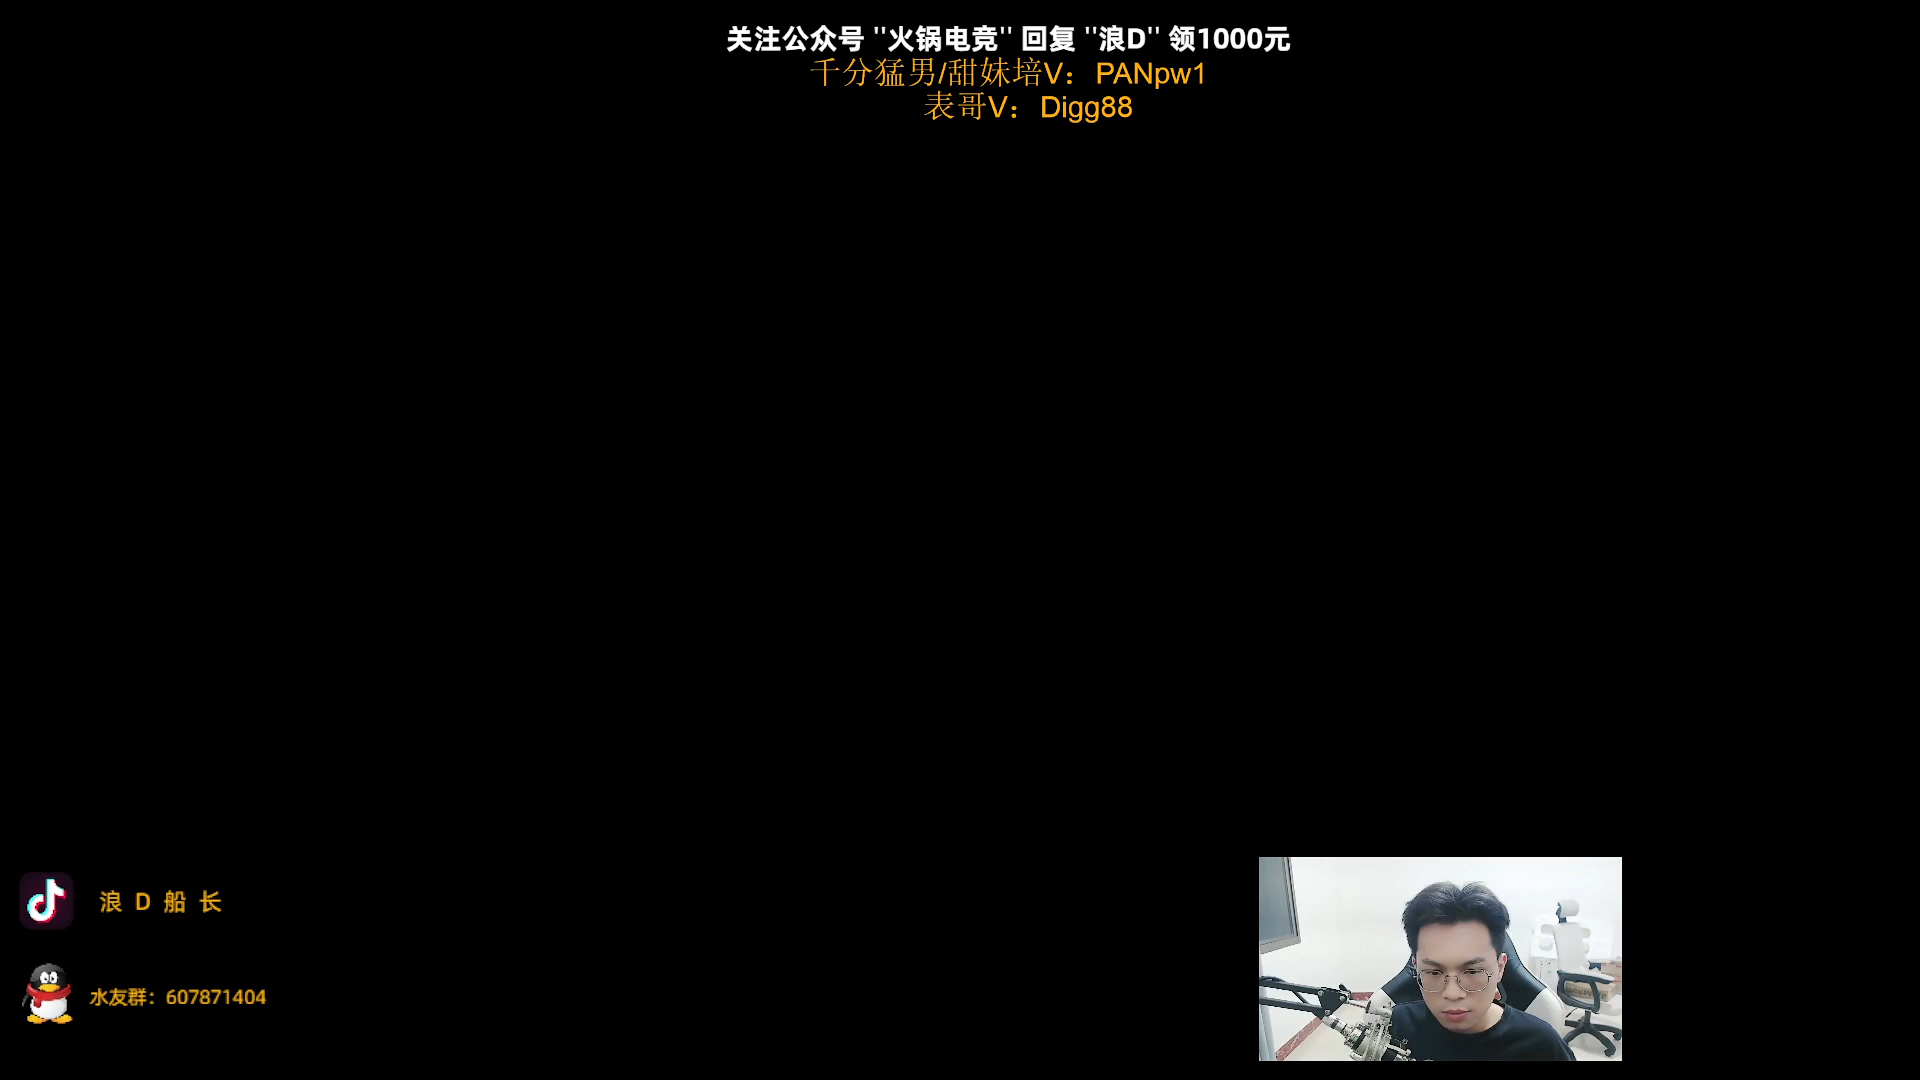 关注公众号 "火锅电竞" 回复 "浪D" 领1000元
千分猛男/甜妹培V：PANpw1
表哥V：Digg88
浪 D 船 长
水友群：607871404